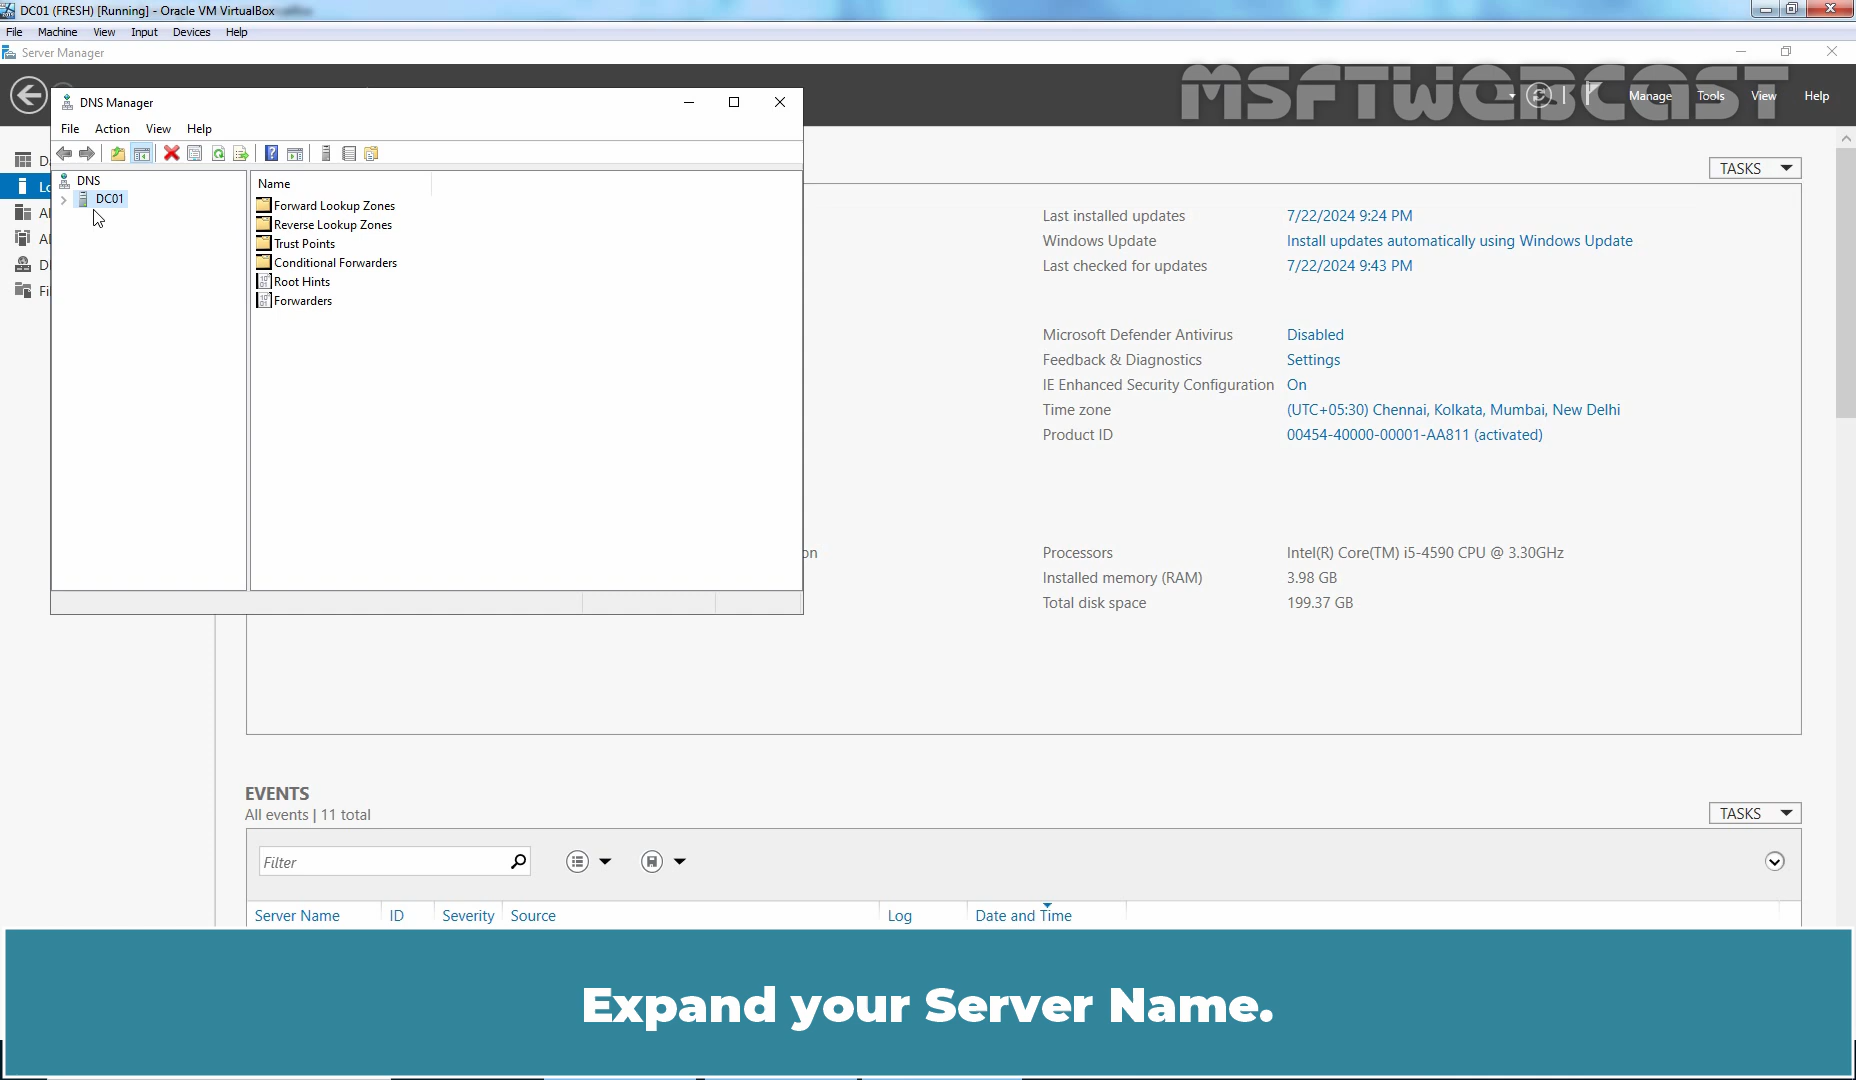 DC01 (FRESH) [Running] - Oracle VM VirtualBox
File Machine View Input Devices Help
Server Manager
MSFTWEBCAST
Manage Tools View Help
DNS Manager
File Action View Help
DNS
DC01
Name
Forward Lookup Zones
Reverse Lookup Zones
Trust Points
Conditional Forwarders
Root Hints
Forwarders
TASKS
Last installed updates 7/22/2024 9:24 PM
Windows Update Install updates automatically using Windows Update
Last checked for updates 7/22/2024 9:43 PM
Microsoft Defender Antivirus Disabled
Feedback & Diagnostics Settings
IE Enhanced Security Configuration On
Time zone (UTC+05:30) Chennai, Kolkata, Mumbai, New Delhi
Product ID 00454-40000-00001-AA811 (activated)
on
Processors Intel(R) Core(TM) i5-4590 CPU @ 3.30GHz
Installed memory (RAM) 3.98 GB
Total disk space 199.37 GB
EVENTS
All events | 11 total
TASKS
Filter
Server Name ID Severity Source Log Date and Time
Expand your Server Name.